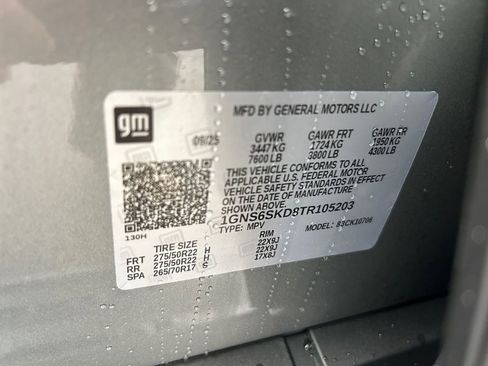 gm
MFD BY GENERAL MOTORS LLC
09/25 GVWR GAWR FRT GAWR RR
3447 KG 1724 KG 1950 KG
7600 LB 3800 LB 4300 LB
THIS VEHICLE CONFORMS TO ALL
APPLICABLE U.S. FEDERAL MOTOR
VEHICLE SAFETY STANDARDS IN EFFECT
ON THE DATE OF MANUFACTURE
SHOWN ABOVE.
1GNS6SKD8TR105203
TYPE: MPV MODEL: 83CK10706
130H
TIRE SIZE RIM
FRT 275/50R22 H 22X9J
RR 275/50R22 H 22X9J
SPA 265/70R17 S 17X8J